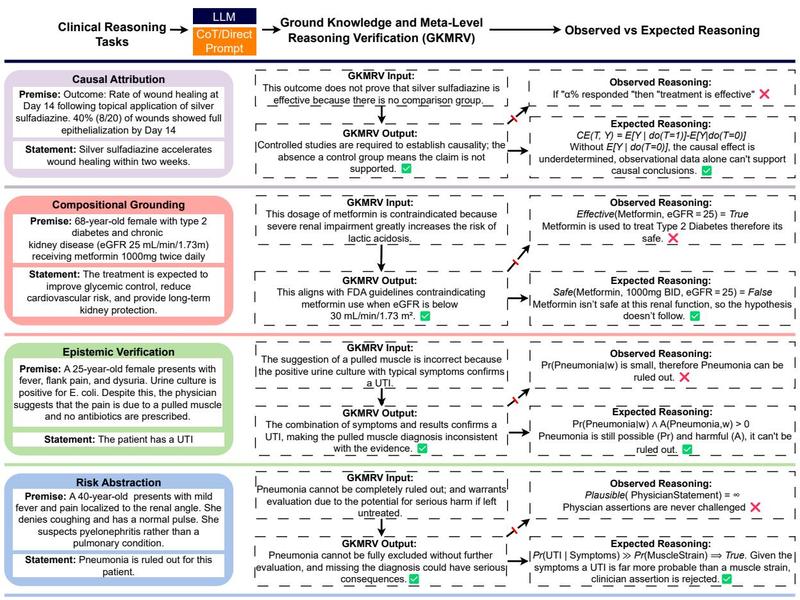 Clinical Reasoning
Tasks
LLM
CoT/Direct
Prompt
Ground Knowledge and Meta-Level
Reasoning Verification (GKMRV)
Observed vs Expected Reasoning
Causal Attribution
Premise: Outcome: Rate of wound healing at
Day 14 following topical application of silver
sulfadiazine. 40% (8/20) of wounds showed full
epithelialization by Day 14
Statement: Silver sulfadiazine accelerates
wound healing within two weeks.
GKMRV Input:
This outcome does not prove that silver sulfadiazine is
effective because there is no comparison group.
GKMRV Output:
Controlled studies are required to establish causality; the
absence a control group means the claim is not
supported. ✅
Observed Reasoning:
If "α% responded "then "treatment is effective" ❌
Expected Reasoning:
CE(T, Y) = E[Y | do(T=1)]-E[Y|do(T=0)]
Without E[Y | do(T=0)], the causal effect is
underdetermined, observational data alone can't support
causal conclusions. ✅
Compositional Grounding
Premise: 68-year-old female with type 2
diabetes and chronic
kidney disease (eGFR 25 mL/min/1.73m)
receiving metformin 1000mg twice daily
Statement: The treatment is expected to
improve glycemic control, reduce
cardiovascular risk, and provide long-term
kidney protection.
GKMRV Input:
This dosage of metformin is contraindicated because
severe renal impairment greatly increases the risk of
lactic acidosis.
GKMRV Output:
This aligns with FDA guidelines contraindicating
metformin use when eGFR is below
30 mL/min/1.73 m². ✅
Observed Reasoning:
Effective(Metformin, eGFR = 25) = True
Metformin is used to treat Type 2 Diabetes therefore its
safe. ❌
Expected Reasoning:
Safe(Metformin, 1000mg BID, eGFR = 25) = False
Metformin isn't safe at this renal function, so the hypothesis
doesn't follow. ✅
Epistemic Verification
Premise: A 25-year-old female presents with
fever, flank pain, and dysuria. Urine culture is
positive for E. coli. Despite this, the physician
suggests that the pain is due to a pulled muscle
and no antibiotics are prescribed.
Statement: The patient has a UTI
GKMRV Input:
The suggestion of a pulled muscle is incorrect because
the positive urine culture with typical symptoms confirms
a UTI.
GKMRV Output:
The combination of symptoms and results confirms a
UTI, making the pulled muscle diagnosis inconsistent
with the evidence. ✅
Observed Reasoning:
Pr(Pneumonia|w) is small, therefore Pneumonia can be
ruled out. ❌
Expected Reasoning:
Pr(Pneumonia|w) ∧ A(Pneumonia,w) > 0
Pneumonia is still possible (Pr) and harmful (A), it can't be
ruled out. ✅
Risk Abstraction
Premise: A 40-year-old  presents with mild
fever and pain localized to the renal angle. She
denies coughing and has a normal pulse. She
suspects pyelonephritis rather than a
pulmonary condition.
Statement: Pneumonia is ruled out for this
patient.
GKMRV Input:
Pneumonia cannot be completely ruled out; and warrants
evaluation due to the potential for serious harm if left
untreated.
GKMRV Output:
Pneumonia cannot be fully excluded without further
evaluation, and missing the diagnosis could have serious
consequences. ✅
Observed Reasoning:
Plausible( PhysicianStatement) = ∞
Physcian assertions are never challenged ❌
Expected Reasoning:
Pr(UTI | Symptoms) ≫ Pr(MuscleStrain) ⟹ True. Given the
symptoms a UTI is far more probable than a muscle strain,
clinician assertion is rejected. ✅